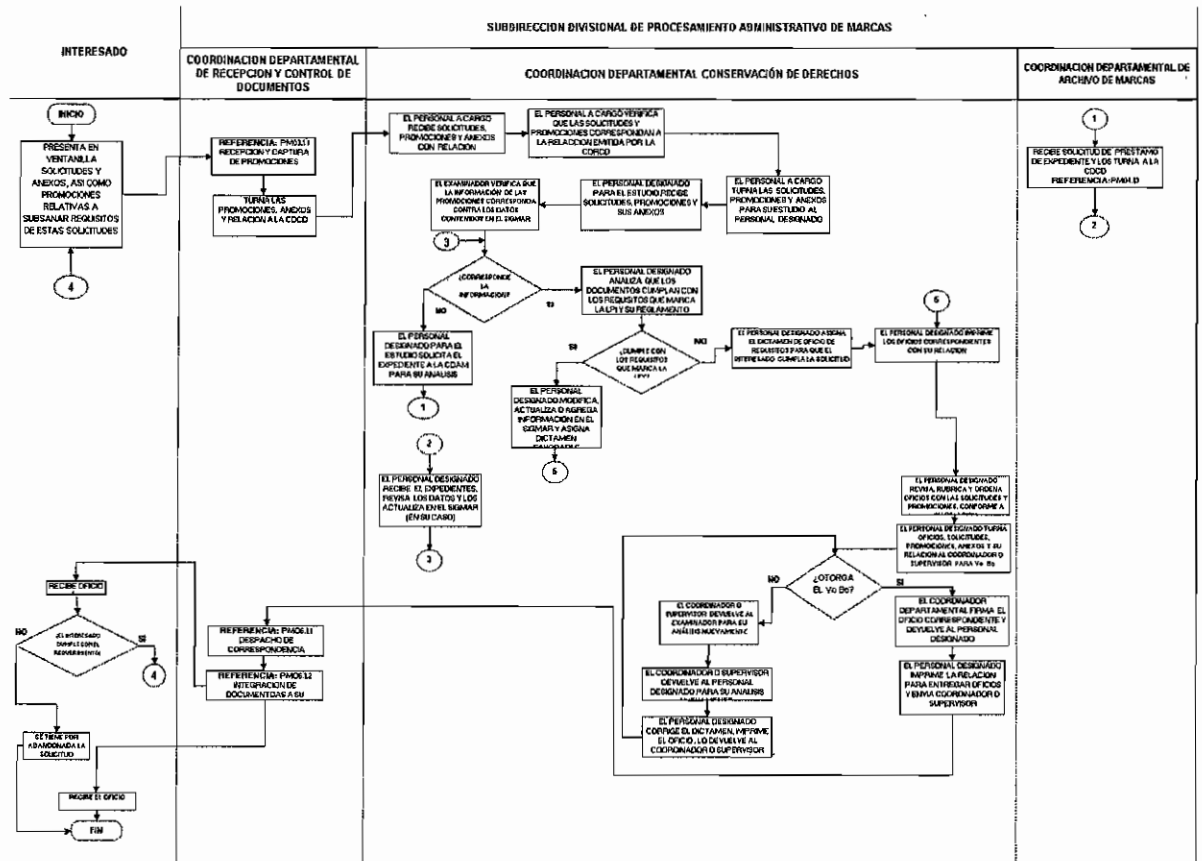 SUBDIRECCION DIVISIONAL DE PROCESAMIENTO ADMINISTRATIVO DE MARCAS
INTERESADO
COORDINACION DEPARTAMENTAL
DE RECEPCION Y CONTROL DE
DOCUMENTOS
COORDINACION DEPARTAMENTAL CONSERVACIÓN DE DERECHOS
COORDINACION DEPARTAMENTAL DE
ARCHIVO DE MARCAS
INICIO
PRESENTA EN
VENTANILLA
SOLICITUDES Y
ANEXOS, ASI COMO
PROMOCIONES
RELATIVAS A
SUBSANAR REQUISITOS
DE ESTAS SOLICITUDES
4
REFERENCIA:
RECEPCION Y CAPTURA
DE PROMOCIONES
TURNA LAS
PROMOCIONES, ANEXOS
Y RELACION A LA CDCD
EL PERSONAL A CARGO
RECIBE SOLICITUDES,
PROMOCIONES Y ANEXOS
CON RELACION
EL PERSONAL A CARGO VERIFICA
QUE LAS SOLICITUDES Y
PROMOCIONES CORRESPONDAN A
LA RELACCION EMITIDA POR LA
CDRCD
EL PERSONAL A CARGO
TURNA LAS SOLICITUDES,
PROMOCIONES Y ANEXOS
PARA SU ESTUDIO AL
PERSONAL DESIGNADO
EL PERSONAL DESIGNADO
PARA EL ESTUDIO RECIBE
SOLICITUDES, PROMOCIONES Y
SUS ANEXOS
EL EXAMINADOR VERIFICA QUE
LA INFORMACIÓN DE LAS
PROMOCIONES CORRESPONDA
CONTRA LOS DATOS
CONTENIDOS EN EL SIGMAR
3
¿CORRESPONDE
LA
INFORMACION?
NO
SI
EL PERSONAL
DESIGNADO PARA EL
ESTUDIO SOLICITA EL
EXPEDIENTE A LA CDAM
PARA SU ANALISIS
1
EL PERSONAL DESIGNADO
ANALIZA QUE LOS
DOCUMENTOS CUMPLAN CON
LOS REQUISITOS QUE MARCA
LA LPI Y SU REGLAMENTO
¿CUMPLE CON
LOS REQUISITOS
QUE MARCA LA
LPI?
SI
NO
EL PERSONAL
DESIGNADO MODIFICA,
ACTUALIZA O AGREGA
INFORMACIÓN EN EL
SIGMAR Y ASIGNA
DICTAMEN
FAVORABLE
EL PERSONAL DESIGNADO ASIGNA
EL DICTAMEN DE OFICIO DE
REQUISITOS PARA QUE EL
INTERESADO CUMPLA LA SOLICITUD
EL PERSONAL DESIGNADO IMPRIME
LOS OFICIOS CORRESPONDIENTES
CON SU RELACION
2
EL PERSONAL DESIGNADO
RECIBE EL EXPEDIENTES,
REVISA LOS DATOS Y LOS
ACTUALIZA EN EL SIGMAR
(EN SU CASO)
3
1
RECIBE SOLICITUD DE PRESTAMO
DE EXPEDIENTE Y LOS TURNA A LA
CDCD
2
EL PERSONAL DESIGNADO
REVISA, RUBRICA Y ORDENA
OFICIOS CON LAS SOLICITUDES Y
PROMOCIONES, CONFORME A
EL PERSONAL DESIGNADO TURNA
OFICIOS, SOLICITUDES,
PROMOCIONES, ANEXOS Y SU
RELACION AL COORDINADOR O
SUPERVISOR PARA Vo Bo
¿OTORGA
EL Vo Bo?
NO
SI
EL COORDINADOR
DEPARTAMENTAL FIRMA EL
OFICIO CORRESPONDIENTE Y
DEVUELVE AL PERSONAL
DESIGNADO
EL PERSONAL DESIGNADO
IMPRIME LA RELACION
PARA ENTREGAR OFICIOS
Y ENVIA COORDINADOR O
SUPERVISOR
EL COORDINADOR O
SUPERVISOR DEVUELVE AL
EXAMINADOR PARA SU
ANÁLISIS NUEVAMENTE
EL COORDINADOR O SUPERVISOR
DEVUELVE AL PERSONAL
DESIGNADO PARA SU ANALISIS
EL PERSONAL DESIGNADO
CORRIGE EL DICTAMEN, IMPRIME
EL OFICIO, LO DEVUELVE AL
COORDINADOR O SUPERVISOR
REFERENCIA:
DESPACHO DE
CORRESPONDENCIA
REFERENCIA:
INTEGRACION DE
DOCUMENTOAS A SU
RECIBE OFICIO
¿EL INTERESADO
CUMPLE CON EL
REQUERIMIENTO?
NO
SI
4
SE TIENE POR
ABANDONADA LA
SOLICITUD
RECIBE EL OFICIO
FIN